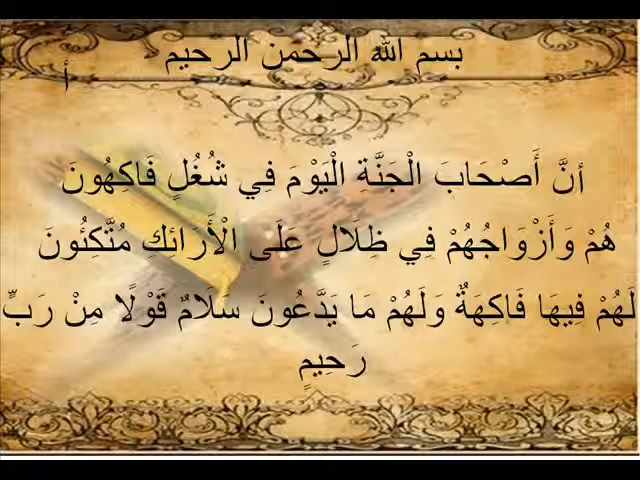 بسم الله الرحمن الرحيم
أ
أنَّ أَصْحَابَ الْجَنَّةِ الْيَوْمَ فِي شُغُلٍ فَاكِهُونَ
هُمْ وَأَزْوَاجُهُمْ فِي ظِلَالٍ عَلَى الْأَرَائِكِ مُتَّكِئُونَ
لَهُمْ فِيهَا فَاكِهَةٌ وَلَهُمْ مَا يَدَّعُونَ سَلَامٌ قَوْلًا مِنْ رَبٍّ
رَحِيمٍ